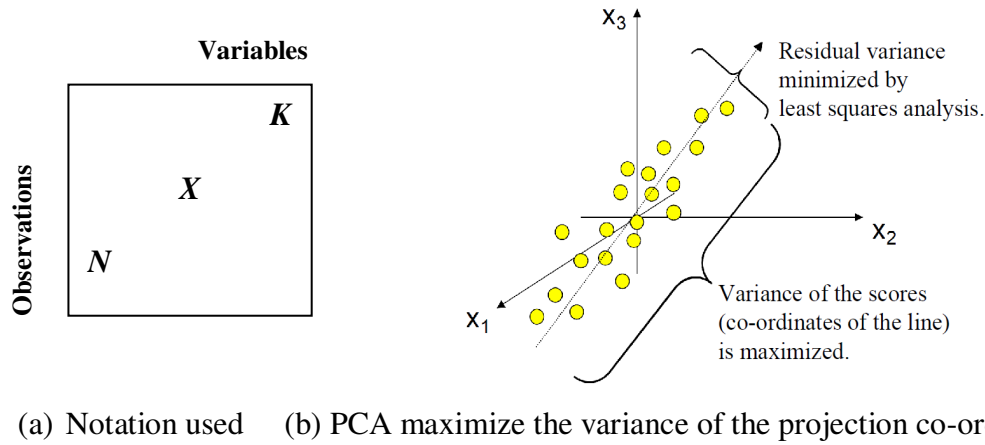 Variables
K
X
N
Observations
x3
x2
x1
Residual variance
minimized by
least squares analysis.
Variance of the scores
(co-ordinates of the line)
is maximized.
(a) Notation used
(b) PCA maximize the variance of the projection co-or